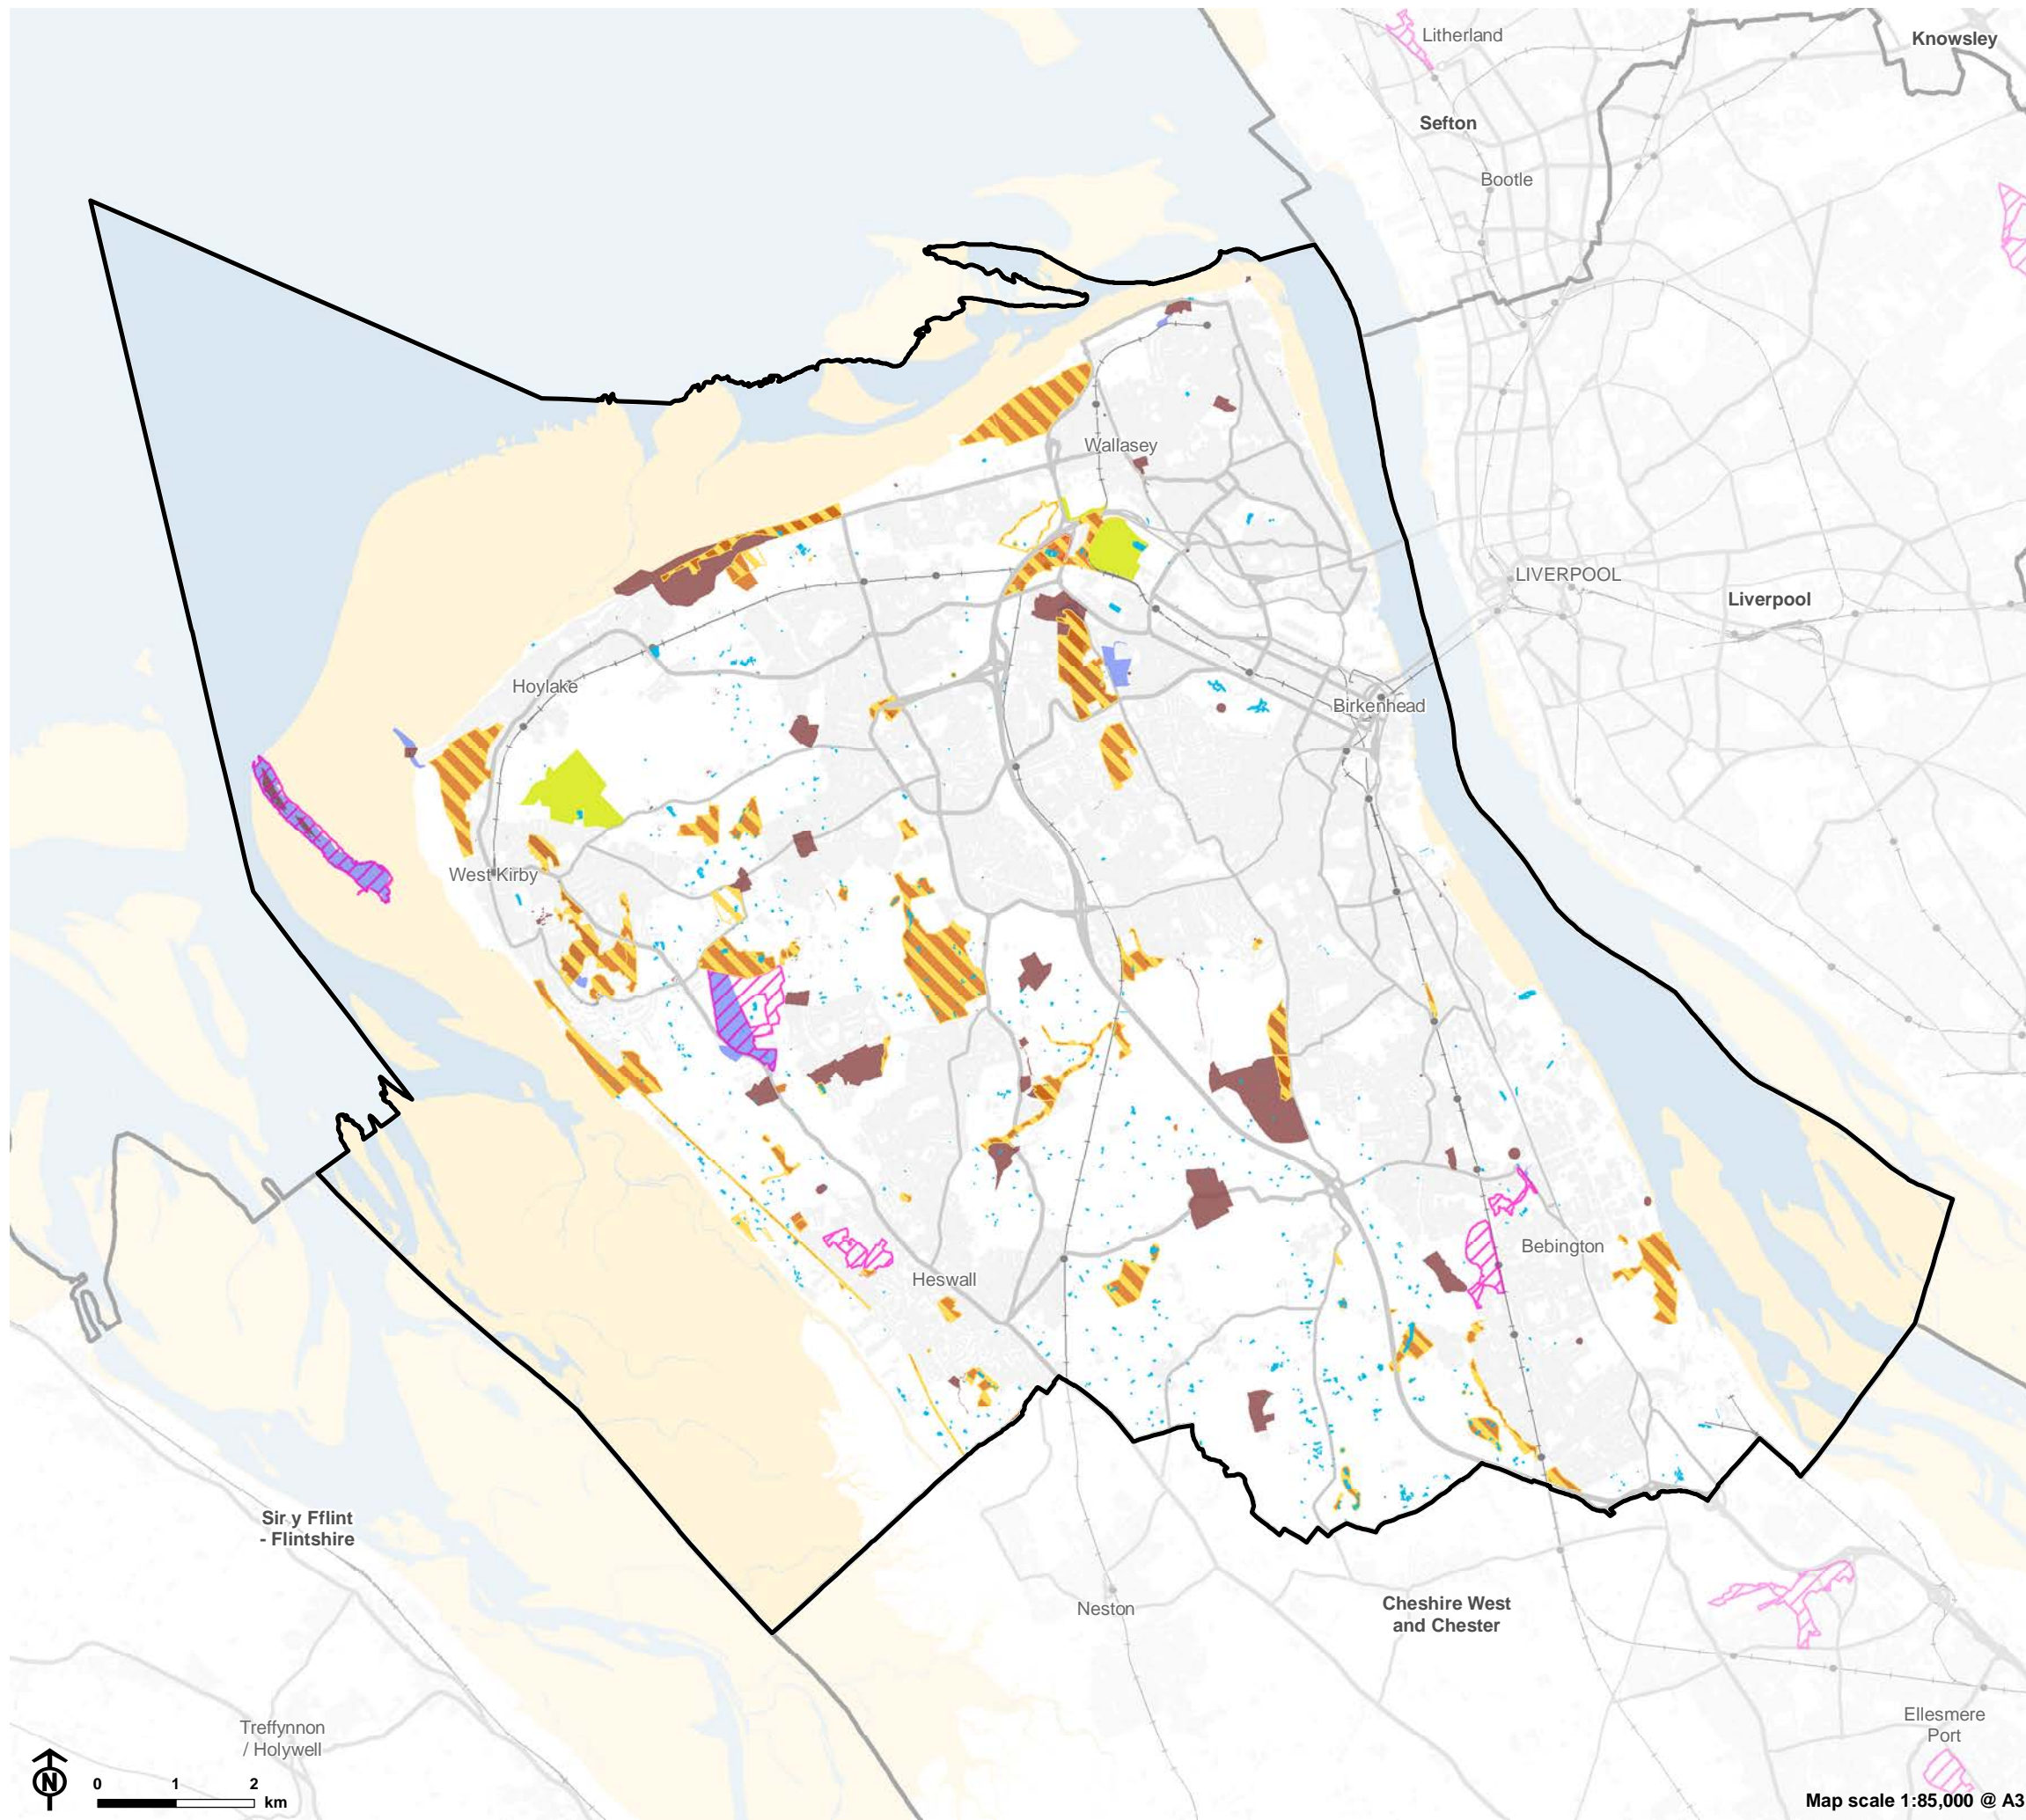 Litherland
Knowsley
Sefton
Bootle
Wallasey
LIVERPOOL
Liverpool
Hoylake
Birkenhead
West Kirby
Bebington
Heswall
Sir y Fflint
- Flintshire
Neston
Cheshire West
and Chester
Treffynnon
/ Holywell
Ellesmere
Port
N
0 1 2
km
Map scale 1:85,000 @ A3